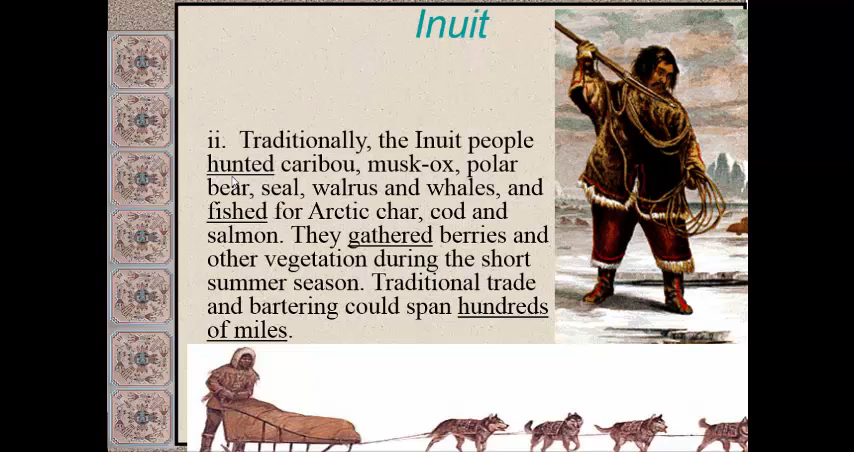 Inuit
ii. Traditionally, the Inuit people
hunted caribou, musk-ox, polar
bear, seal, walrus and whales, and
fished for Arctic char, cod and
salmon. They gathered berries and
other vegetation during the short
summer season. Traditional trade
and bartering could span hundreds
of miles.